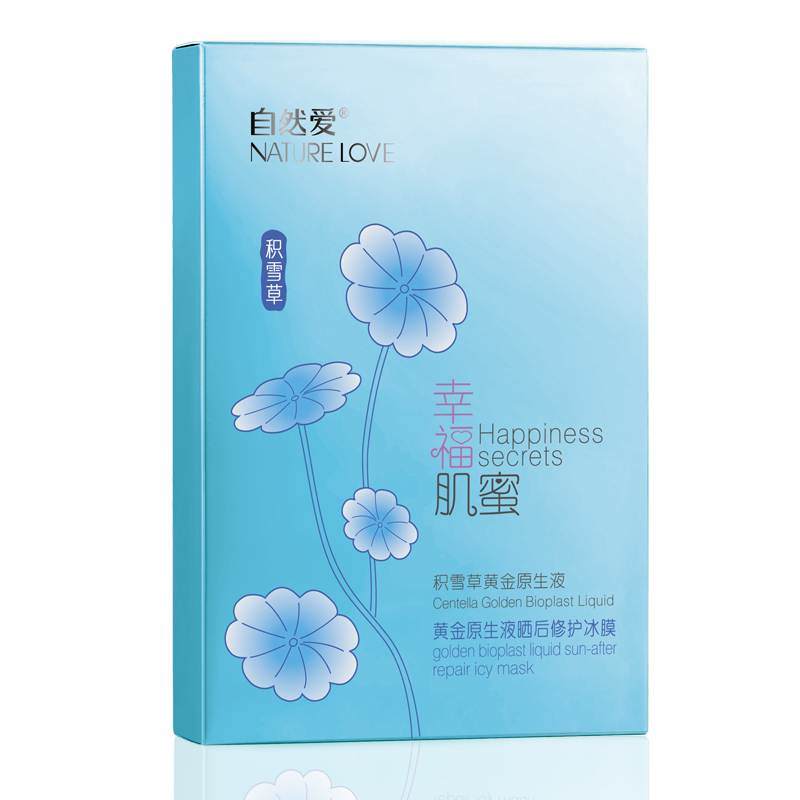 自然爱®
NATURE LOVE
积雪草
幸福
Happiness
secrets
肌蜜
积雪草黄金原生液
Centella Golden Bioplast Liquid
黄金原生液晒后修护冰膜
golden bioplast liquid sun-after
repair icy mask